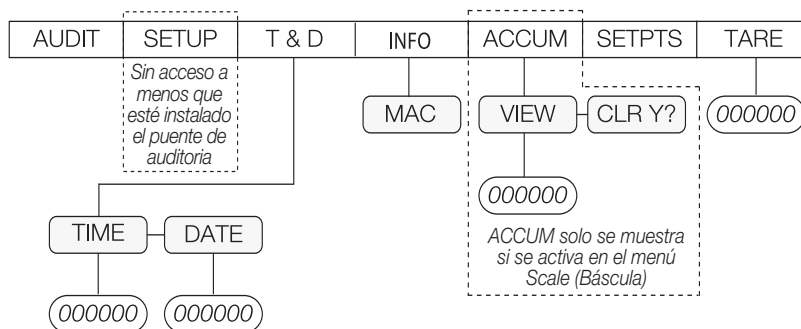 AUDIT SETUP T & D INFO ACCUM SETPTS TARE
Sin acceso a
menos que
esté instalado
el puente de
auditoria
MAC VIEW CLR Y? 000000
000000
TIME DATE
ACCUM solo se muestra
si se activa en el menú
Scale (Báscula)
000000 000000